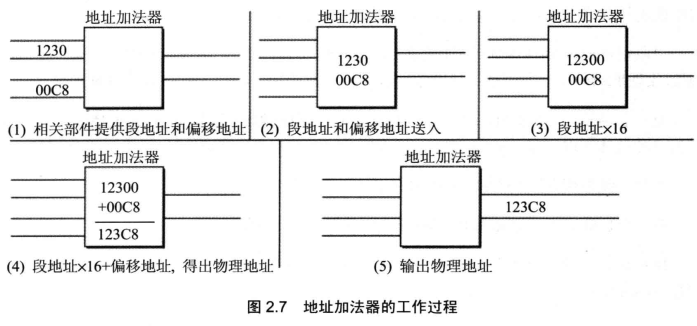 地址加法器
1230
00C8
(1) 相关部件提供段地址和偏移地址
地址加法器
1230
00C8
(2) 段地址和偏移地址送入
地址加法器
12300
00C8
(3) 段地址×16
地址加法器
12300
+00C8
123C8
(4) 段地址×16+偏移地址, 得出物理地址
地址加法器
123C8
(5) 输出物理地址
图 2.7 地址加法器的工作过程